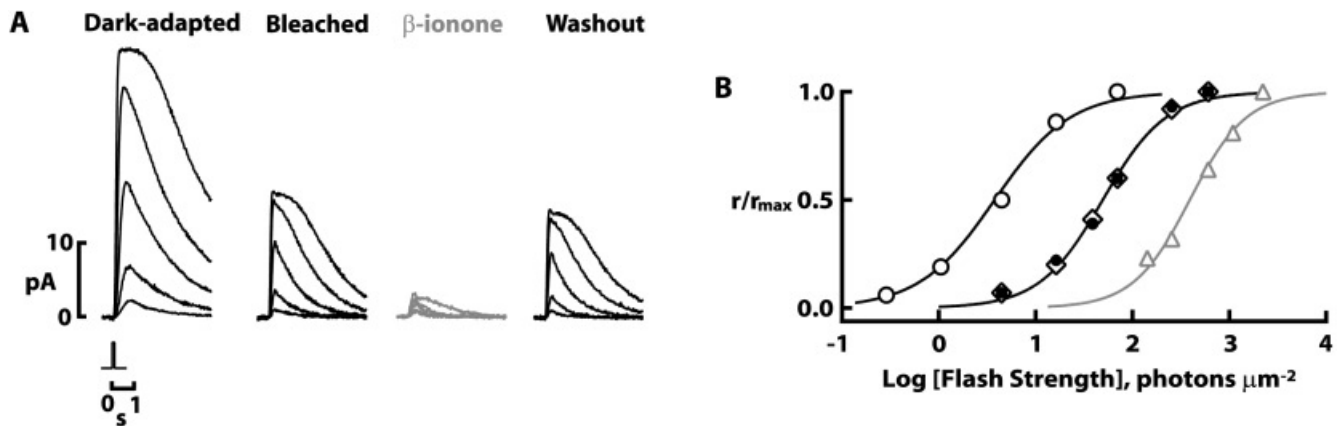 A
Dark-adapted
Bleached
β-ionone
Washout
10
pA
0
0 1
s
B
1.0
r/rmax 0.5
0.0
-1 0 1 2 3 4
Log [Flash Strength], photons μm-2